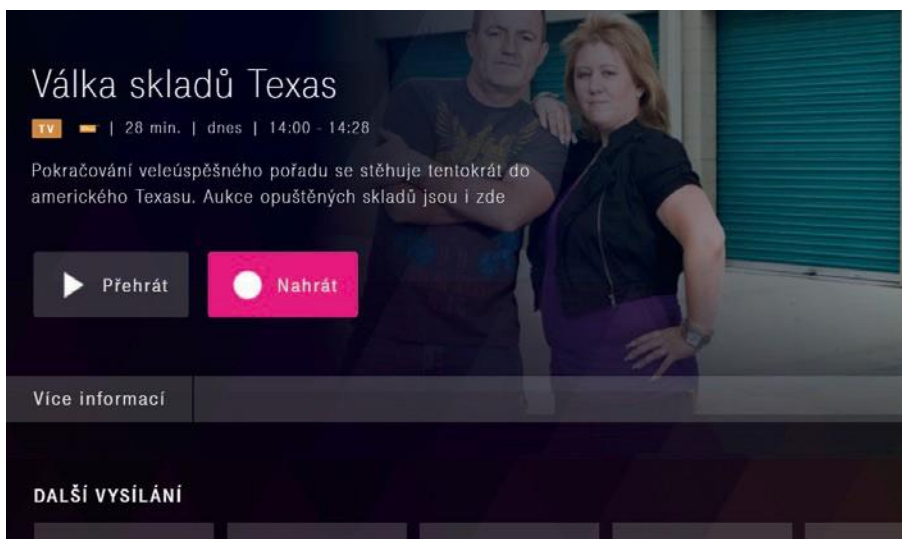 Válka skladů Texas
TV | 28 min. | dnes | 14:00 - 14:28
Pokračování veleúspěšného pořadu se stěhuje tentokrát do
amerického Texasu. Aukce opuštěných skladů jsou i zde
Přehrát Nahrát
Více informací
DALŠÍ VYSÍLÁNÍ